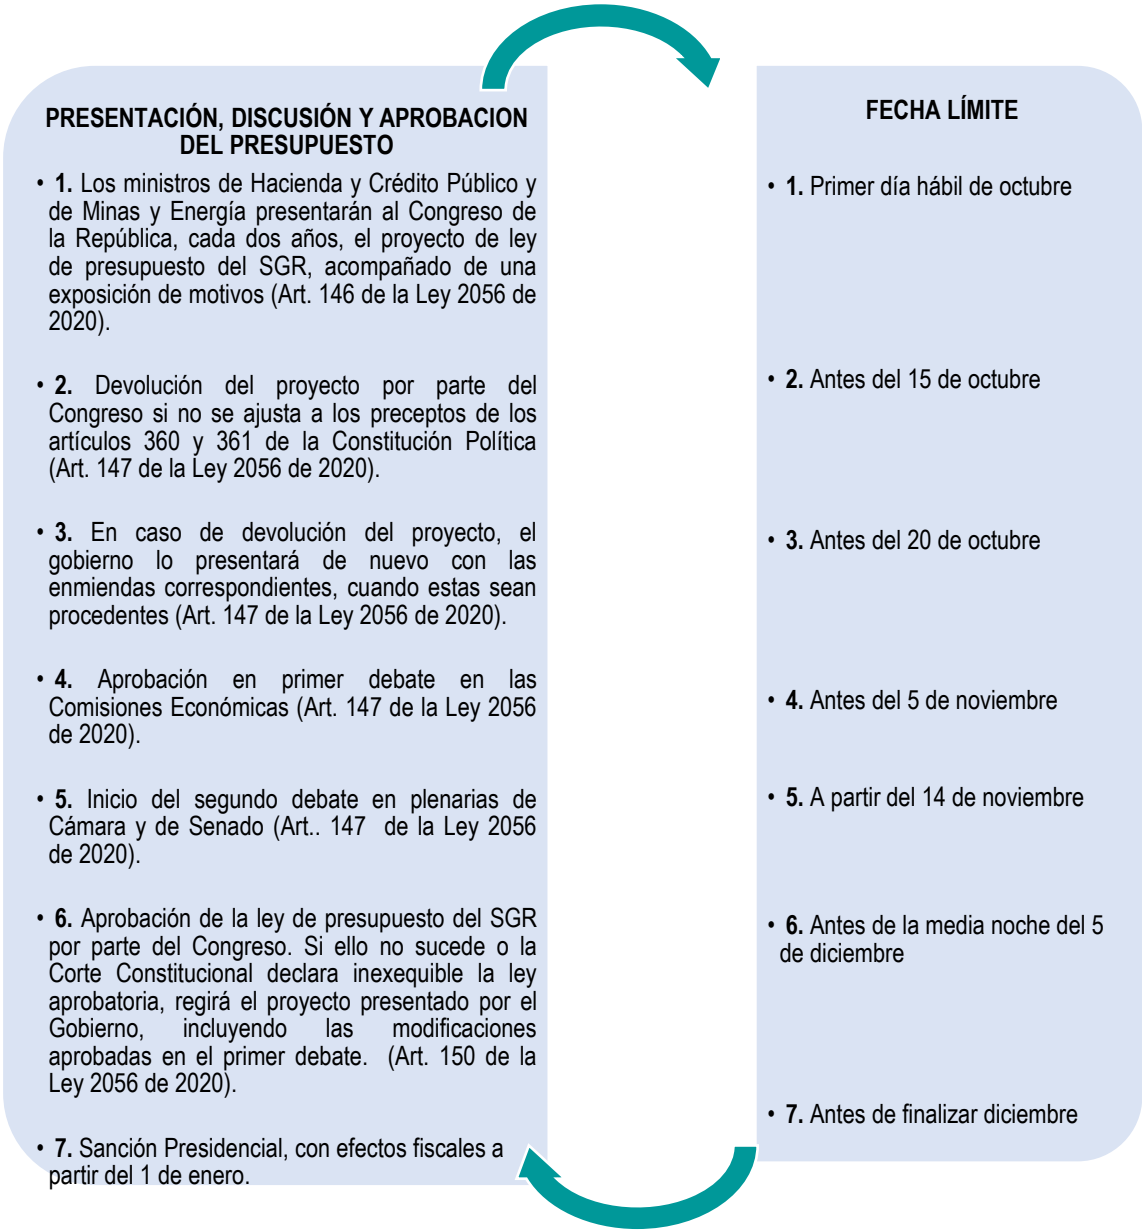 PRESENTACIÓN, DISCUSIÓN Y APROBACION
DEL PRESUPUESTO
• 1. Los ministros de Hacienda y Crédito Público y
de Minas y Energía presentarán al Congreso de
la República, cada dos años, el proyecto de ley
de presupuesto del SGR, acompañado de una
exposición de motivos (Art. 146 de la Ley 2056 de
2020).
• 2. Devolución del proyecto por parte del
Congreso si no se ajusta a los preceptos de los
artículos 360 y 361 de la Constitución Política
(Art. 147 de la Ley 2056 de 2020).
• 3. En caso de devolución del proyecto, el
gobierno lo presentará de nuevo con las
enmiendas correspondientes, cuando estas sean
procedentes (Art. 147 de la Ley 2056 de 2020).
• 4. Aprobación en primer debate en las
Comisiones Económicas (Art. 147 de la Ley 2056
de 2020).
• 5. Inicio del segundo debate en plenarias de
Cámara y de Senado (Art.. 147 de la Ley 2056
de 2020).
• 6. Aprobación de la ley de presupuesto del SGR
por parte del Congreso. Si ello no sucede o la
Corte Constitucional declara inexequible la ley
aprobatoria, regirá el proyecto presentado por el
Gobierno, incluyendo las modificaciones
aprobadas en el primer debate. (Art. 150 de la
Ley 2056 de 2020).
• 7. Sanción Presidencial, con efectos fiscales a
partir del 1 de enero.
FECHA LÍMITE
• 1. Primer día hábil de octubre
• 2. Antes del 15 de octubre
• 3. Antes del 20 de octubre
• 4. Antes del 5 de noviembre
• 5. A partir del 14 de noviembre
• 6. Antes de la media noche del 5
de diciembre
• 7. Antes de finalizar diciembre